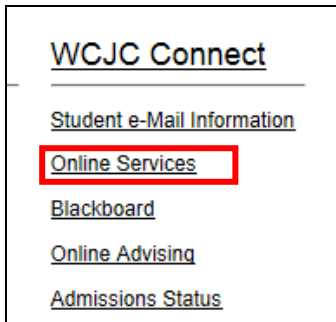 WCJC Connect
Student e-Mail Information
Online Services
Blackboard
Online Advising
Admissions Status